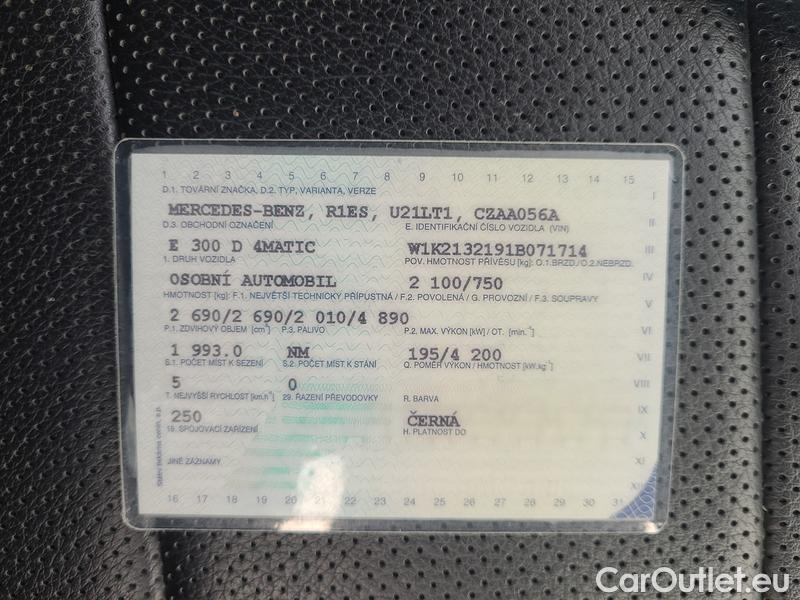 1 2 3 4 5 6 7 8 9 10 11 12 13 14 15
D.1. TOVÁRNÍ ZNAČKA, D.2. TYP, VARIANTA, VERZE
I
MERCEDES-BENZ, R1ES, U21LT1, CZAA056A
II
D.3. OBCHODNÍ OZNAČENÍ E. IDENTIFIKAČNÍ ČÍSLO VOZIDLA (VIN)
E 300 D 4MATIC W1K2132191B071714
III
1. DRUH VOZIDLA POV. HMOTNOST PŘÍVĚSU [kg]: O.1.BRZD./O.2.NEBRZD.
OSOBNÍ AUTOMOBIL 2 100/750
IV
HMOTNOST [kg]: F.1. NEJVĚTŠÍ TECHNICKY PŘÍPUSTNÁ / F.2. POVOLENÁ / G. PROVOZNÍ / F.3. SOUPRAVY
V
2 690/2 690/2 010/4 890
P.1. ZDVIHOVÝ OBJEM [cm³] P.3. PALIVO P.2. MAX. VÝKON [kW] / OT. [min.⁻¹]
VI
1 993.0 NM 195/4 200
VII
S.1. POČET MÍST K SEZENÍ S.2. POČET MÍST K STÁNÍ Q. POMĚR VÝKON / HMOTNOST [kW.kg⁻¹]
5 0
VIII
T. NEJVYŠŠÍ RYCHLOST [km.h⁻¹] 29. ŘAZENÍ PŘEVODOVKY R. BARVA
250 ČERNÁ
IX
18. SPOJOVACÍ ZAŘÍZENÍ H. PLATNOST DO
X
JINÉ ZÁZNAMY
XI
XII
16 17 18 19 20 21 22 23 24 25 26 27 28 29 30 31
CarOutlet.eu